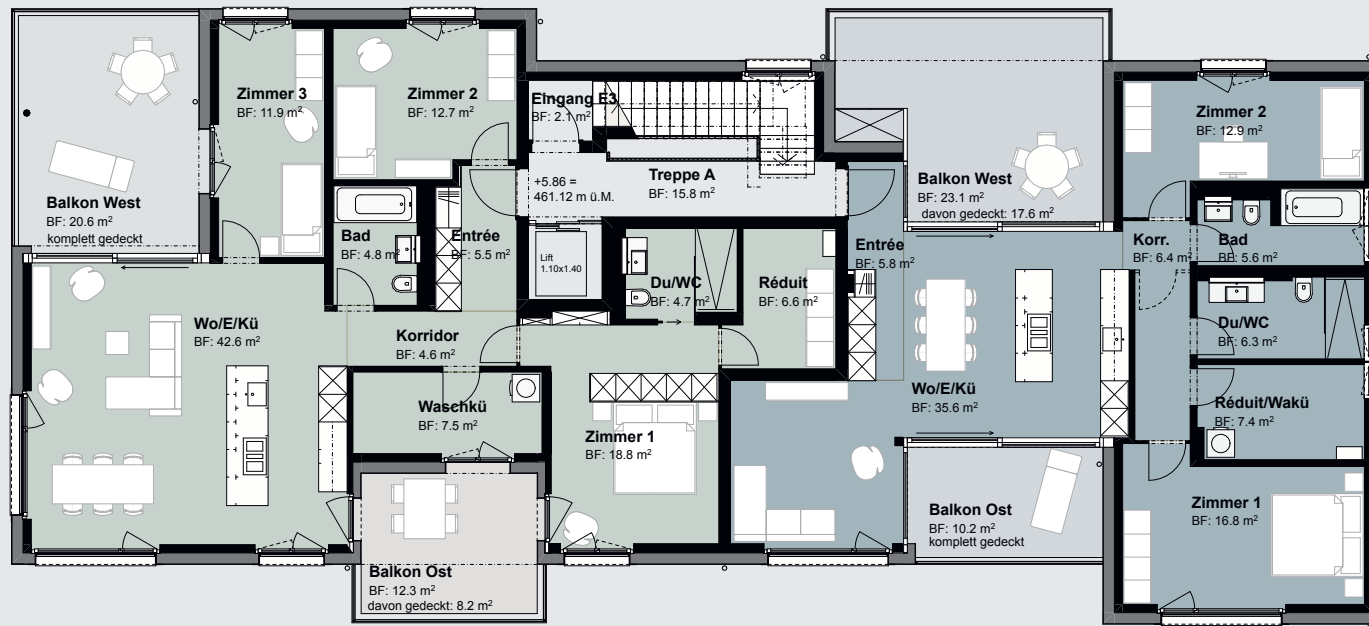 Zimmer 3
BF: 11.9 m²
Zimmer 2
BF: 12.7 m²
Eingang E3
BF: 2.1 m²
Zimmer 2
BF: 12.9 m²
Balkon West
BF: 20.6 m²
komplett gedeckt
+5.86 =
461.12 m ü.M.
Treppe A
BF: 15.8 m²
Balkon West
BF: 23.1 m²
davon gedeckt: 17.6 m²
Bad
BF: 4.8 m²
Entrée
BF: 5.5 m²
Lift
1.10x1.40
Entrée
BF: 5.8 m²
Korr.
BF: 6.4 m²
Bad
BF: 5.6 m²
Du/WC
BF: 4.7 m²
Réduit
BF: 6.6 m²
Wo/E/Kü
BF: 42.6 m²
Korridor
BF: 4.6 m²
Du/WC
BF: 6.3 m²
Waschkü
BF: 7.5 m²
Wo/E/Kü
BF: 35.6 m²
Réduit/Wakü
BF: 7.4 m²
Zimmer 1
BF: 18.8 m²
Balkon Ost
BF: 10.2 m²
komplett gedeckt
Zimmer 1
BF: 16.8 m²
Balkon Ost
BF: 12.3 m²
davon gedeckt: 8.2 m²